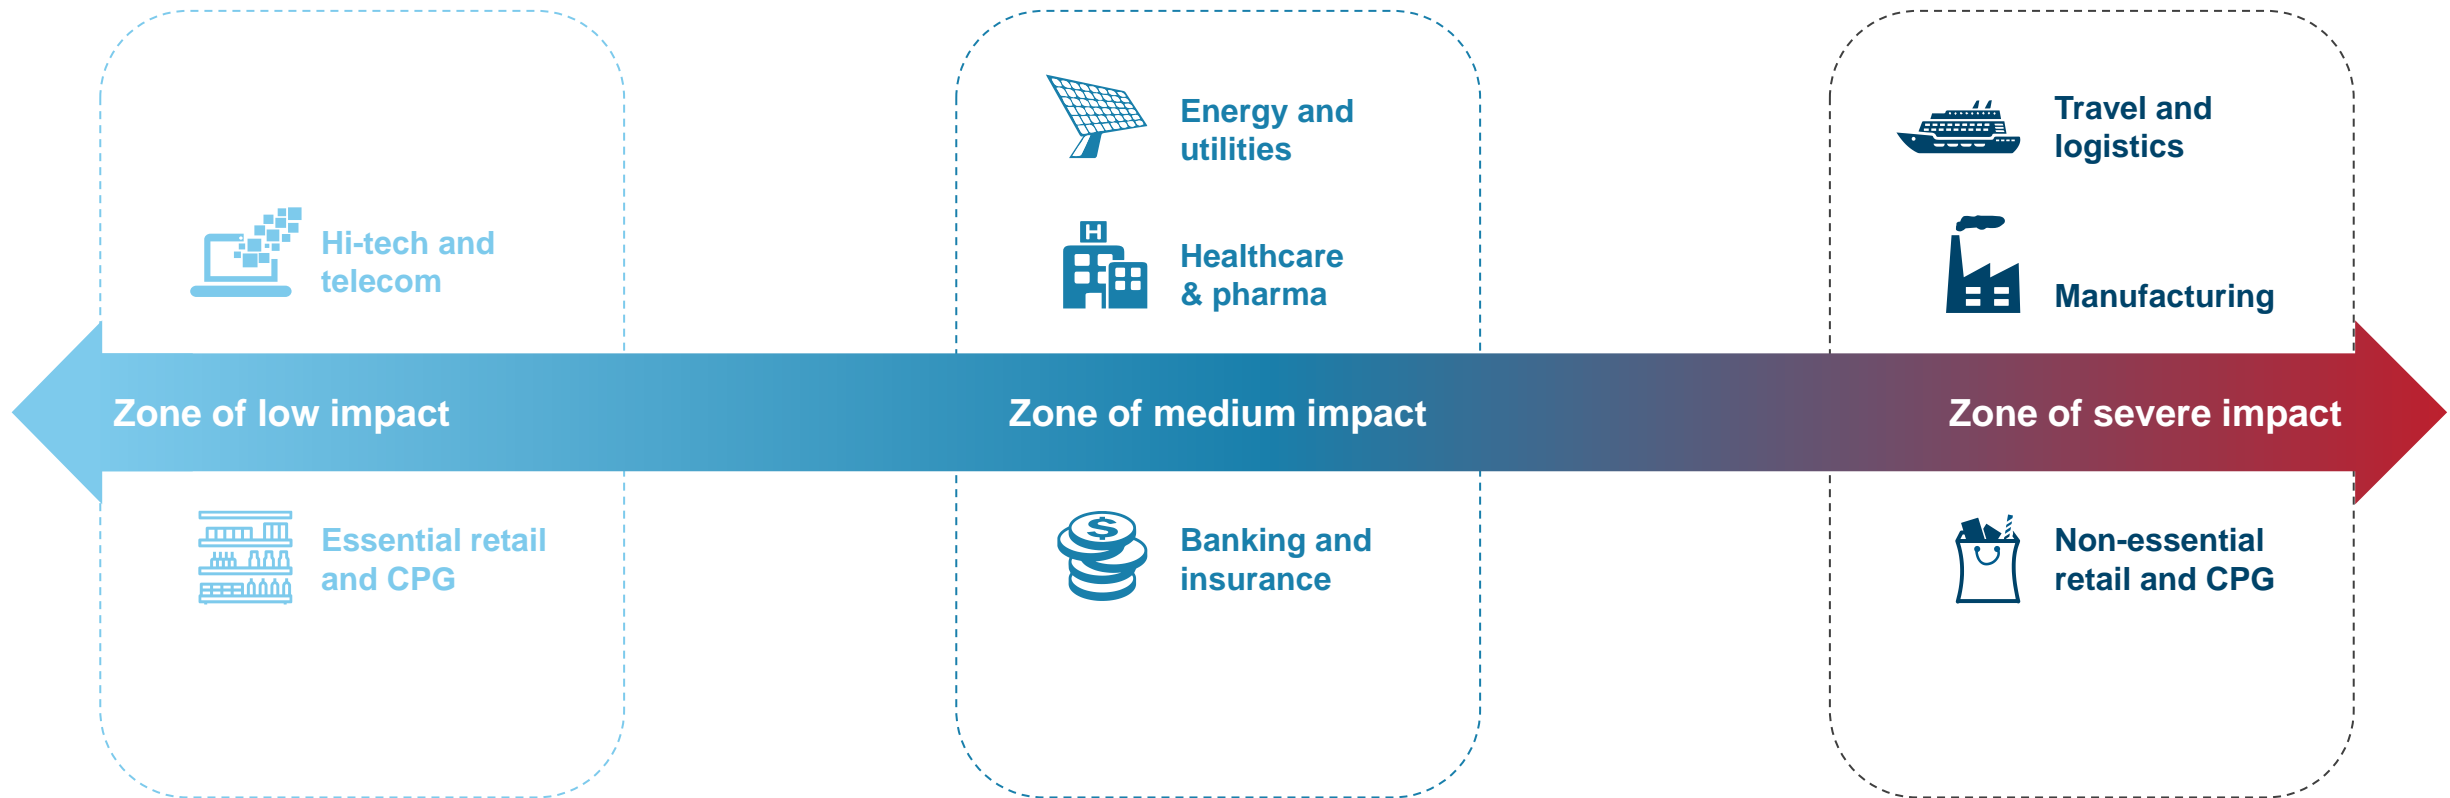 Hi-tech and
telecom
Energy and
utilities
Healthcare
& pharma
Travel and
logistics
Manufacturing
Zone of low impact
Zone of medium impact
Zone of severe impact
Essential retail
and CPG
Banking and
insurance
Non-essential
retail and CPG
H
$